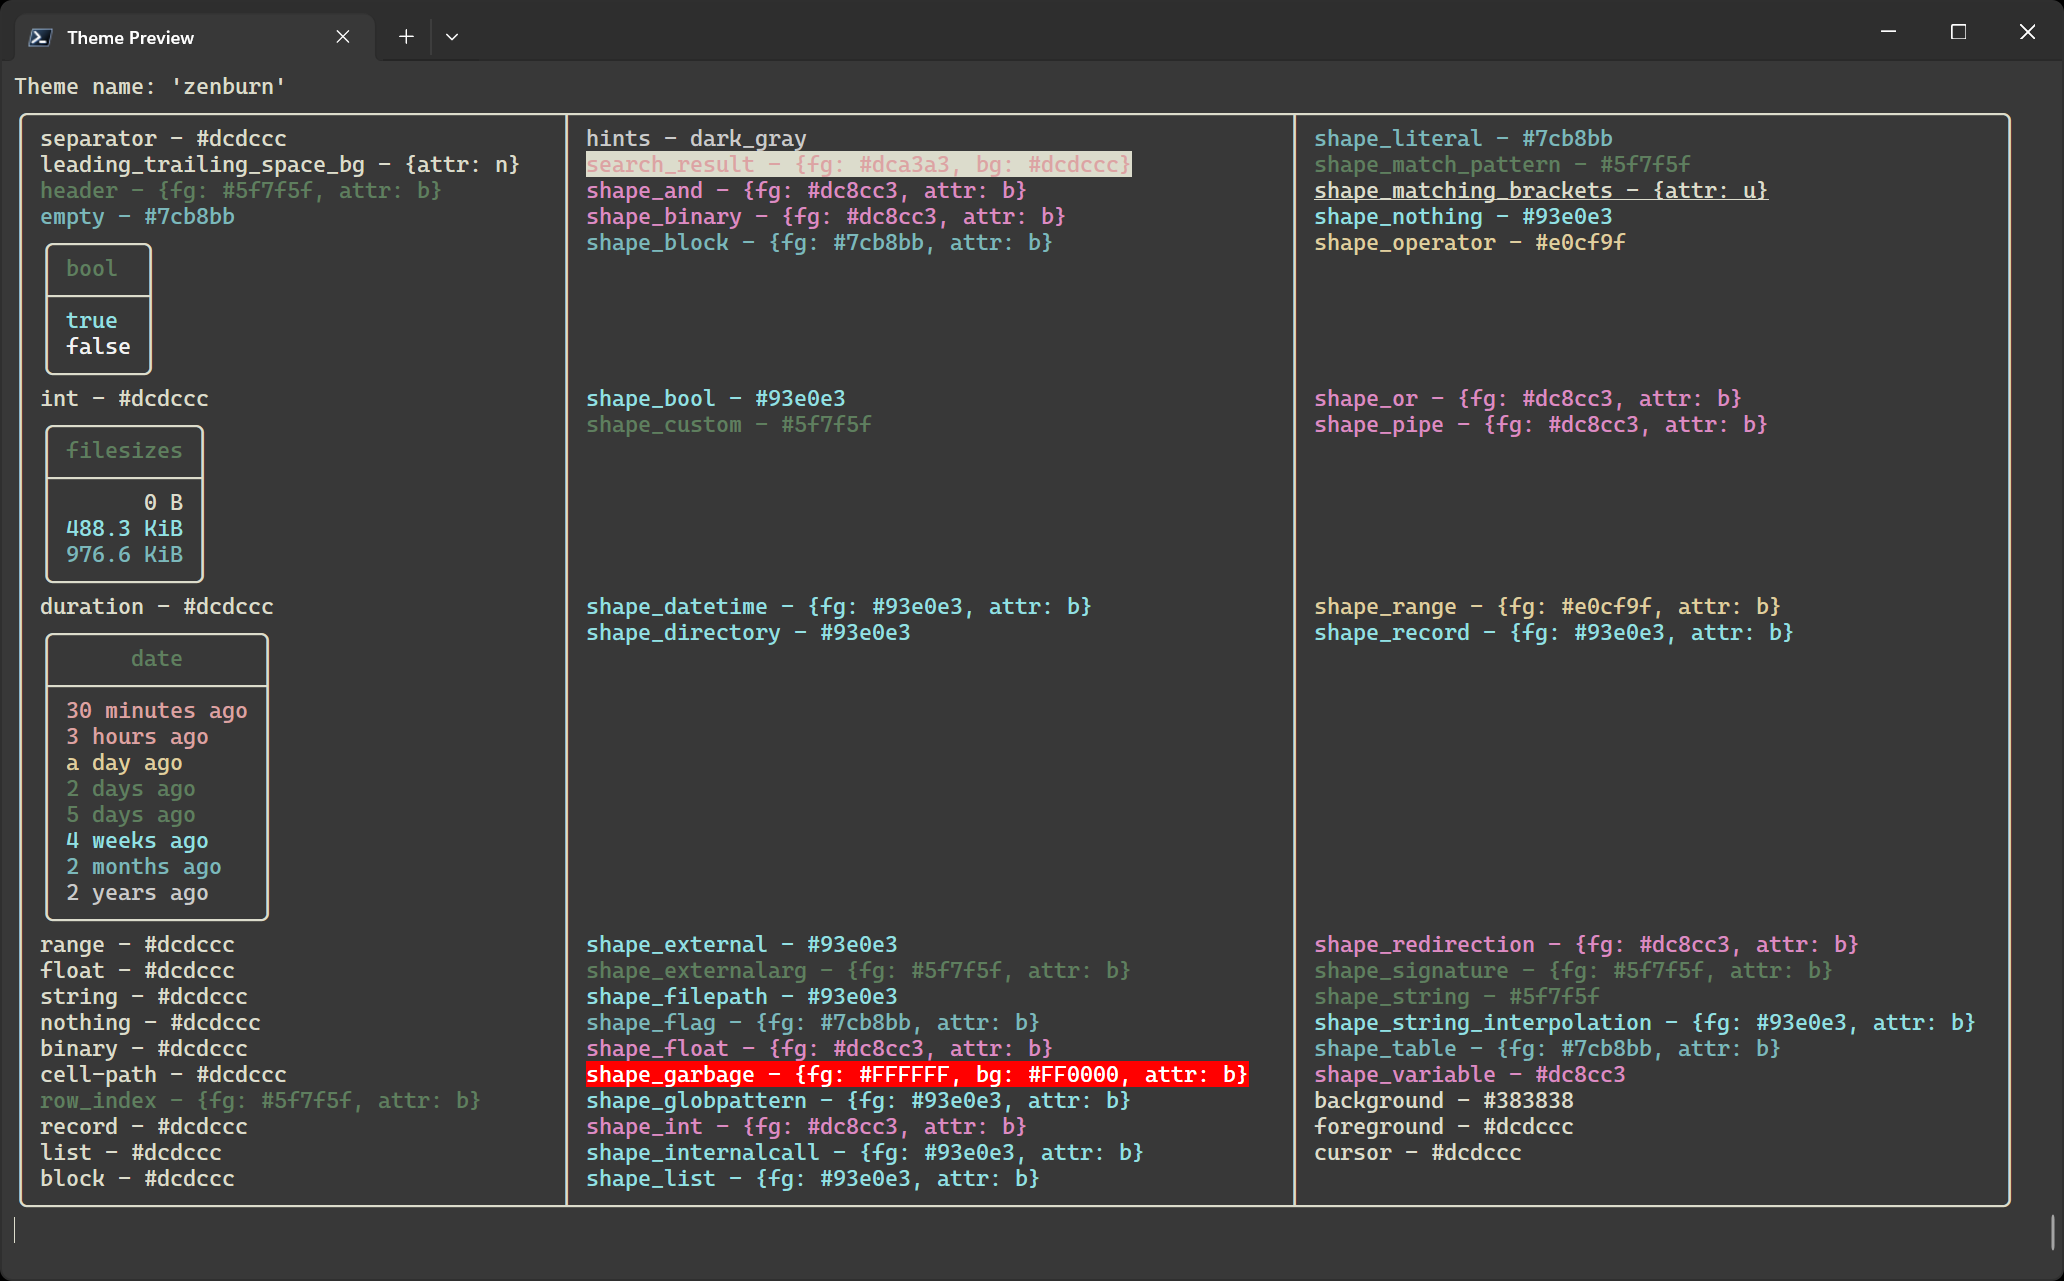 Theme Preview
Theme name: 'zenburn'
separator - #dcdccc
leading_trailing_space_bg - {attr: n}
header - {fg: #5f7f5f, attr: b}
empty - #7cb8bb
bool
true
false
int - #dcdccc
filesizes
0 B
488.3 KiB
976.6 KiB
duration - #dcdccc
date
30 minutes ago
3 hours ago
a day ago
2 days ago
5 days ago
4 weeks ago
2 months ago
2 years ago
range - #dcdccc
float - #dcdccc
string - #dcdccc
nothing - #dcdccc
binary - #dcdccc
cell-path - #dcdccc
row_index - {fg: #5f7f5f, attr: b}
record - #dcdccc
list - #dcdccc
block - #dcdccc
hints - dark_gray
search_result - {fg: #dca3a3, bg: #dcdccc}
shape_and - {fg: #dc8cc3, attr: b}
shape_binary - {fg: #dc8cc3, attr: b}
shape_block - {fg: #7cb8bb, attr: b}
shape_bool - #93e0e3
shape_custom - #5f7f5f
shape_datetime - {fg: #93e0e3, attr: b}
shape_directory - #93e0e3
shape_external - #93e0e3
shape_externalarg - {fg: #5f7f5f, attr: b}
shape_filepath - #93e0e3
shape_flag - {fg: #7cb8bb, attr: b}
shape_float - {fg: #dc8cc3, attr: b}
shape_garbage - {fg: #FFFFFF, bg: #FF0000, attr: b}
shape_globpattern - {fg: #93e0e3, attr: b}
shape_int - {fg: #dc8cc3, attr: b}
shape_internalcall - {fg: #93e0e3, attr: b}
shape_list - {fg: #93e0e3, attr: b}
shape_literal - #7cb8bb
shape_match_pattern - #5f7f5f
shape_matching_brackets - {attr: u}
shape_nothing - #93e0e3
shape_operator - #e0cf9f
shape_or - {fg: #dc8cc3, attr: b}
shape_pipe - {fg: #dc8cc3, attr: b}
shape_range - {fg: #e0cf9f, attr: b}
shape_record - {fg: #93e0e3, attr: b}
shape_redirection - {fg: #dc8cc3, attr: b}
shape_signature - {fg: #5f7f5f, attr: b}
shape_string - #5f7f5f
shape_string_interpolation - {fg: #93e0e3, attr: b}
shape_table - {fg: #7cb8bb, attr: b}
shape_variable - #dc8cc3
background - #383838
foreground - #dcdccc
cursor - #dcdccc